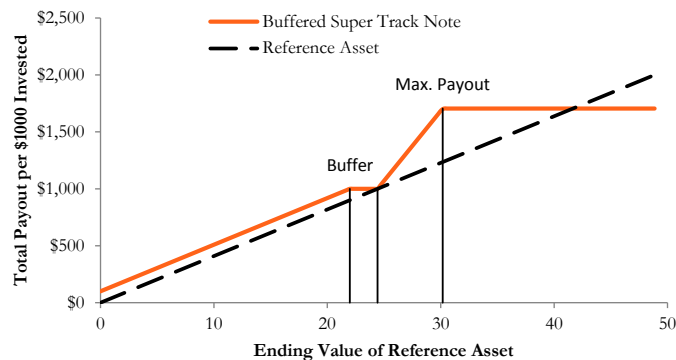 Buffered Super Track Note
Reference Asset
Total Payout per $1000 Invested
$2,500
$2,000
$1,500
$1,000
$500
$0
Max. Payout
Buffer
0 10 20 30 40 50
Ending Value of Reference Asset